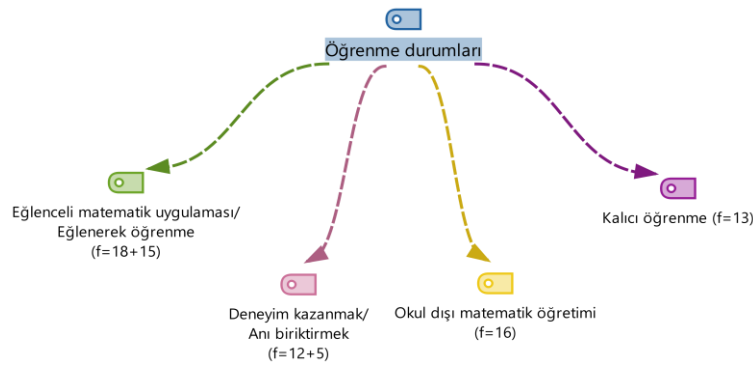 Öğrenme durumları
Eğlenceli matematik uygulaması/
Eğlenerek öğrenme
(f=18+15)
Deneyim kazanmak/
Anı biriktirmek
(f=12+5)
Okul dışı matematik öğretimi
(f=16)
Kalıcı öğrenme (f=13)